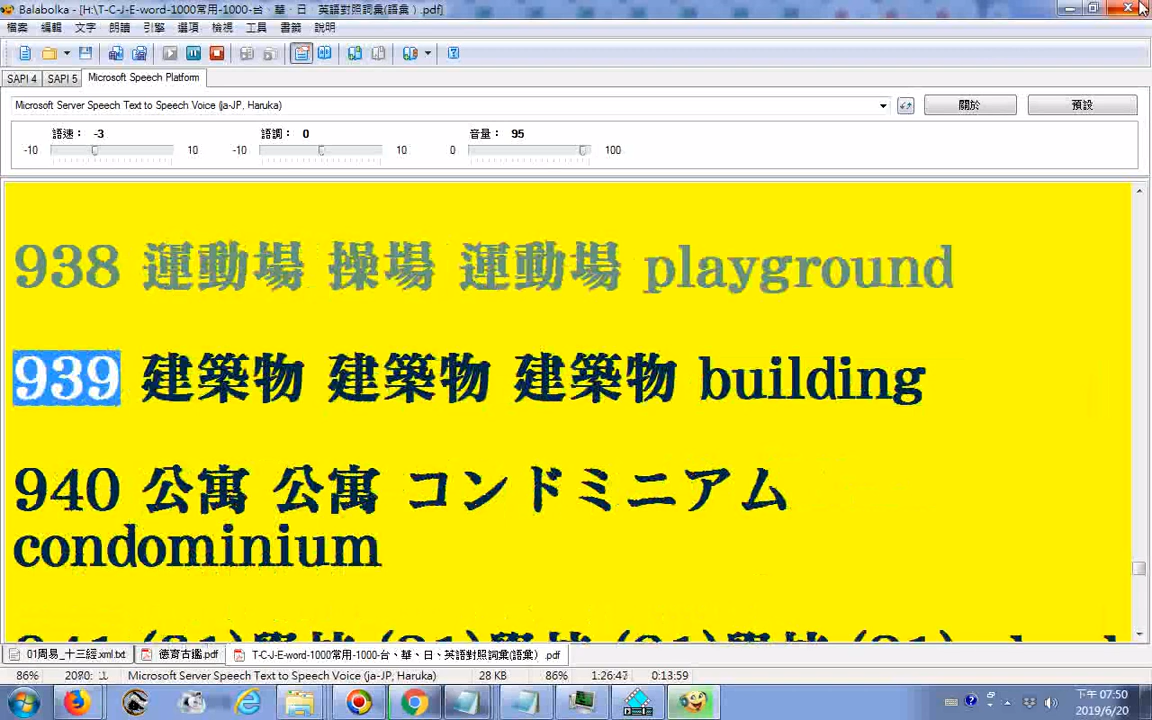 Balabolka - [H:\T-C-J-E-word-1000常用-1000-台、華、日、英語對照詞彙(語彙).pdf]
檔案 編輯 文字 朗讀 引擎 選項 檢視 工具 書籤 說明
SAPI 4 SAPI 5 Microsoft Speech Platform
Microsoft Server Speech Text to Speech Voice (ja-JP, Haruka) 關於 預設
語速： -3 語調： 0 音量： 95
-10 10 -10 10 0 100
938 運動場 操場 運動場 playground
939 建築物 建築物 建築物 building
940 公寓 公寓 コンドミニアム
condominium
01周易_十三經.xml.txt 德育古鑑.pdf T-C-J-E-word-1000常用-1000-台、華、日、英語對照詞彙(語彙) .pdf
86% Microsoft Server Speech Text to Speech Voice (ja-JP, Haruka) 28 KB 86% 1:26:47 0:13:59
下午 07:50
2019/6/20